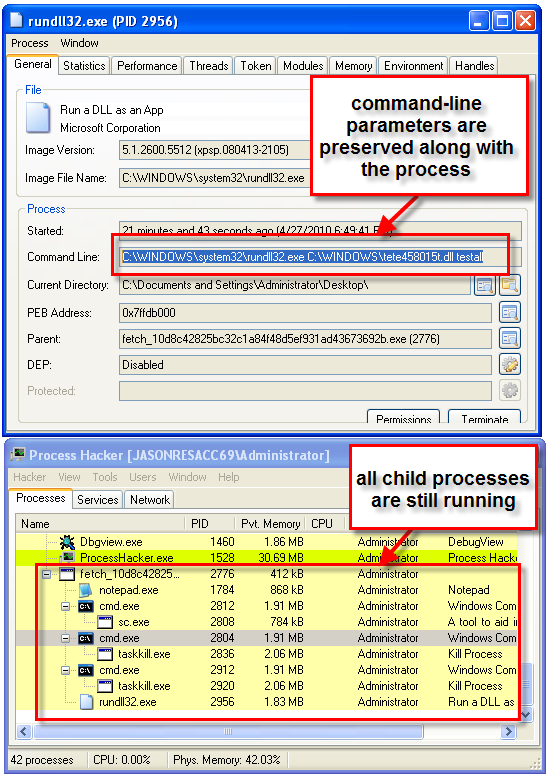 rundll32.exe (PID 2956)
Process Window
General Statistics Performance Threads Token Modules Memory Environment Handles
File
Run a DLL as an App
Microsoft Corporation
Image Version: 5.1.2600.5512 (xpsp.080413-2105)
Image File Name: C:\WINDOWS\system32\rundll32.exe
command-line
parameters are
preserved along with
the process
Process
Started: 21 minutes and 43 seconds ago (4/27/2010 6:49:41
Command Line: C:\WINDOWS\system32\rundll32.exe C:\WINDOWS\tete458015t.dll testall
Current Directory: C:\Documents and Settings\Administrator\Desktop\
PEB Address: 0x7ffdb000
Parent: fetch_10d8c42825bc32c1a84f48d5ef931ad43673692b.exe (2776)
DEP: Disabled
Protected:
Permissions Terminate
Process Hacker [JASONRESACC69\Administrator]
Hacker View Tools Users Window Help
Processes Services Network
all child processes
are still running
Name PID Pvt. Memory CPU
Dbgview.exe 1460 1.86 MB Administrator DebugView
ProcessHacker.exe 1528 30.69 MB Administrator Process Hacke
fetch_10d8c42825... 2776 412 kB Administrator
notepad.exe 1784 868 kB Administrator Notepad
cmd.exe 2812 1.91 MB Administrator Windows Com
sc.exe 2808 784 kB Administrator A tool to aid in
cmd.exe 2804 1.91 MB Administrator Windows Com
taskkill.exe 2836 2.06 MB Administrator Kill Process
cmd.exe 2912 1.91 MB Administrator Windows Com
taskkill.exe 2920 2.06 MB Administrator Kill Process
rundll32.exe 2956 1.83 MB Administrator Run a DLL as
42 processes CPU: 0.00% Phys. Memory: 42.03%